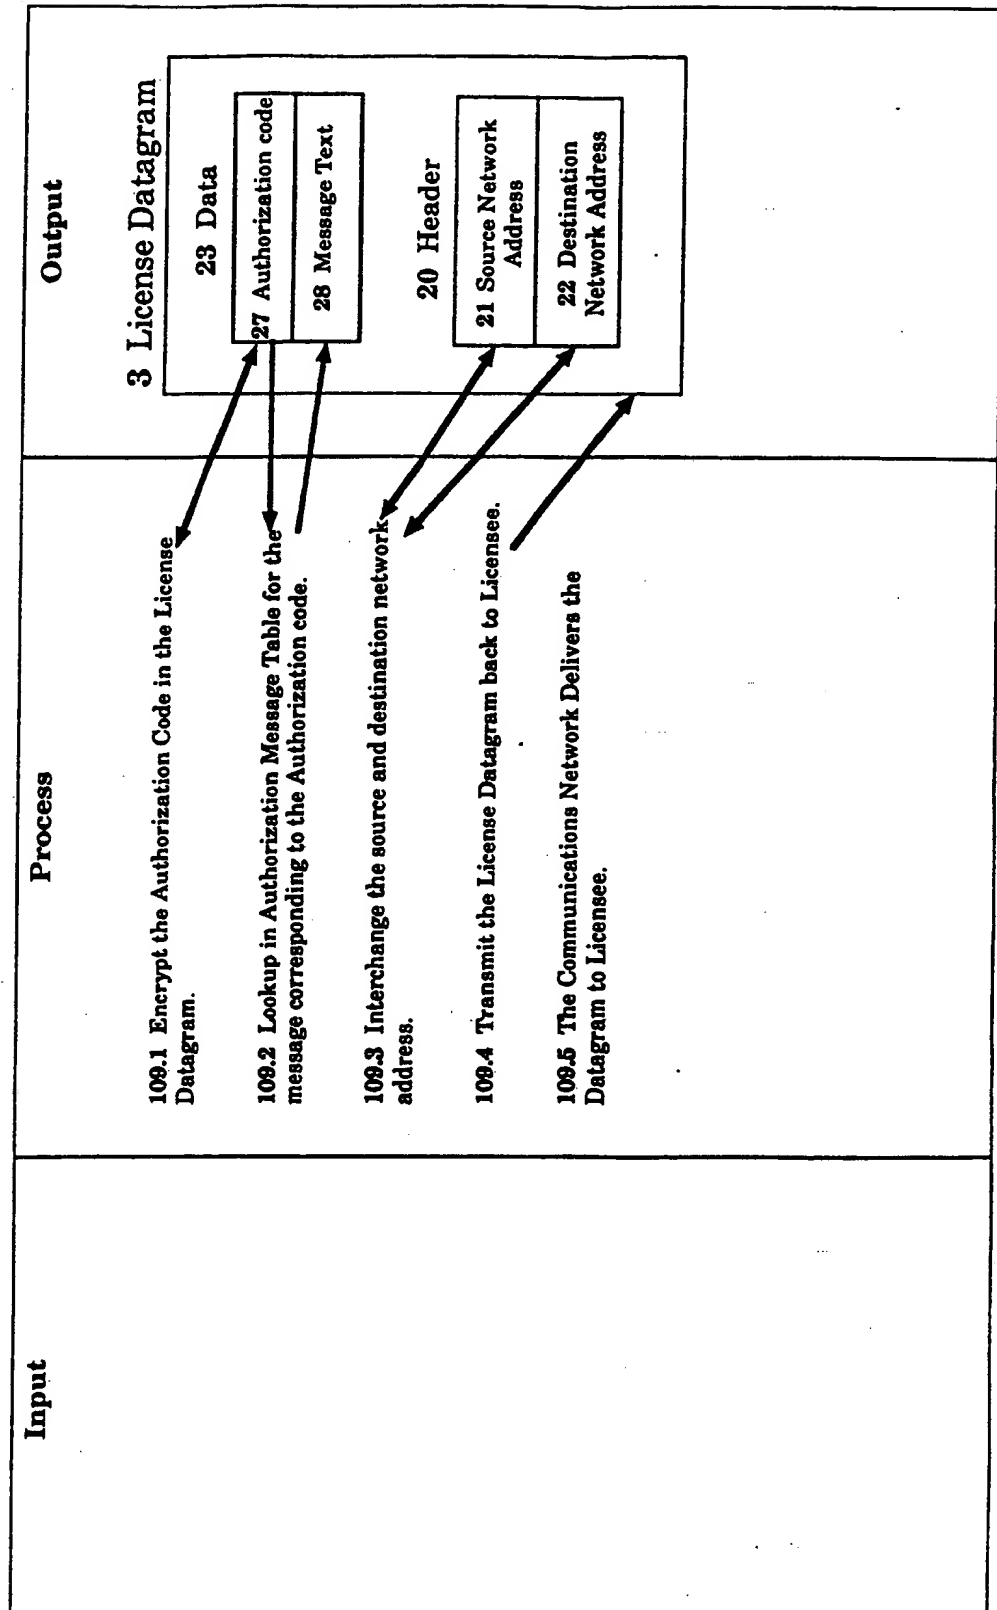 Input
Process
109.1 Encrypt the Authorization Code in the License
Datagram.
109.2 Lookup in Authorization Message Table for the
message corresponding to the Authorization code.
109.3 Interchange the source and destination network
address.
109.4 Transmit the License Datagram back to Licensee.
109.5 The Communications Network Delivers the
Datagram to Licensee.
Output
3 License Datagram
23 Data
27 Authorization code
28 Message Text
20 Header
21 Source Network
Address
22 Destination
Network Address